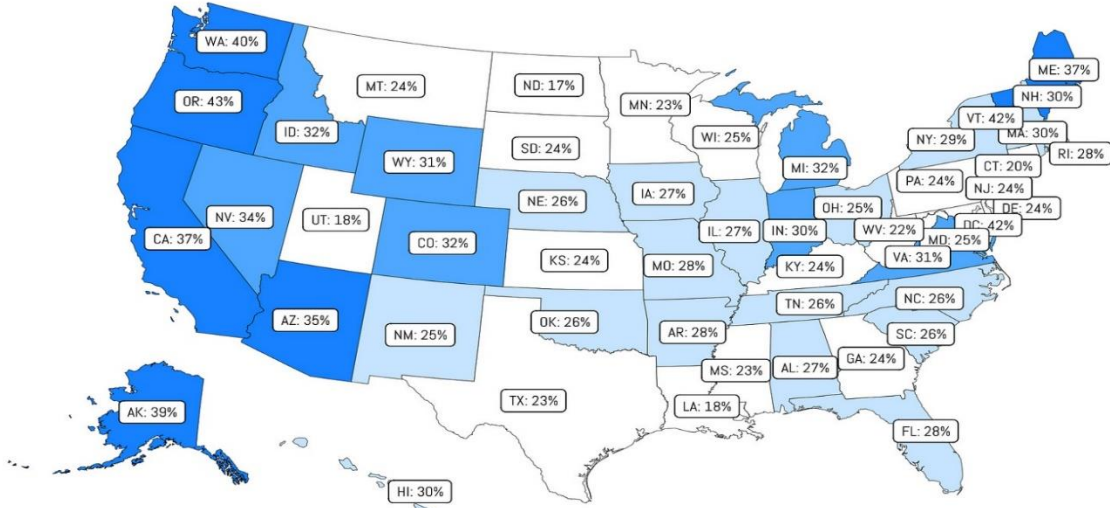 WA: 40%
ME: 37%
MT: 24%
ND: 17%
NH: 30%
OR: 43%
MN: 23%
VT: 42%
ID: 32%
WI: 25%
NY: 29%
MA: 30%
SD: 24%
RI: 28%
WY: 31%
MI: 32%
CT: 20%
PA: 24%
NJ: 24%
NE: 26%
IA: 27%
OH: 25%
DE: 24%
NV: 34%
UT: 18%
IL: 27%
IN: 30%
WV: 22%
DC: 42%
CA: 37%
CO: 32%
MD: 25%
KS: 24%
MO: 28%
KY: 24%
VA: 31%
TN: 26%
NC: 26%
AZ: 35%
NM: 25%
OK: 26%
AR: 28%
SC: 26%
GA: 24%
MS: 23%
AL: 27%
TX: 23%
LA: 18%
AK: 39%
FL: 28%
HI: 30%